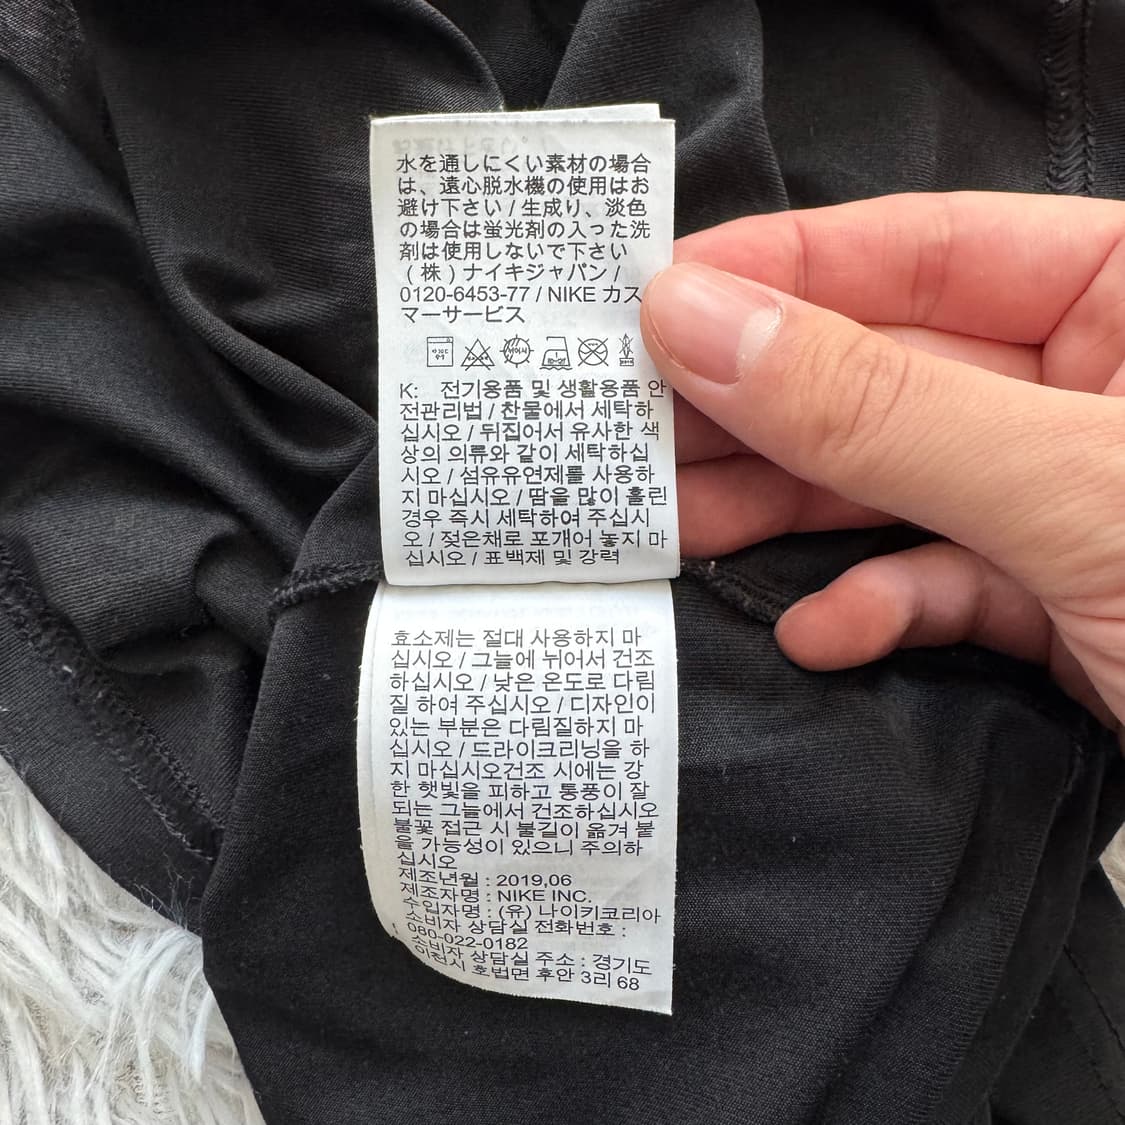 水を通しにくい素材の場合
は、遠心脱水機の使用はお
避け下さい / 生成り、淡色
の場合は蛍光剤の入った洗
剤は使用しないで下さい
(株) ナイキジャパン /
0120-6453-77 / NIKE カス
マーサービス
K: 전기용품 및 생활용품 안
전관리법 / 찬물에서 세탁하
십시오 / 뒤집어서 유사한 색
상의 의류와 같이 세탁하십
시오 / 섬유유연제를 사용하
지 마십시오 / 땀을 많이 흘린
경우 즉시 세탁하여 주십시
오 / 젖은채로 포개어 놓지 마
십시오 / 표백제 및 강력
효소제는 절대 사용하지 마
십시오 / 그늘에 뉘어서 건조
하십시오 / 낮은 온도로 다림
질 하여 주십시오 / 디자인이
있는 부분은 다림질하지 마
십시오 / 드라이크리닝을 하
지 마십시오건조 시에는 강
한 햇빛을 피하고 통풍이 잘
되는 그늘에서 건조하십시오
불꽃 접근 시 불길이 옮겨 붙
을 가능성이 있으니 주의하
십시오
제조년월 : 2019,06
제조자명 : NIKE INC.
수입자명 : (유) 나이키코리아
소비자 상담실 전화번호 :
080-022-0182
소비자 상담실 주소 : 경기도
이천시 호법면 후안 3리 68